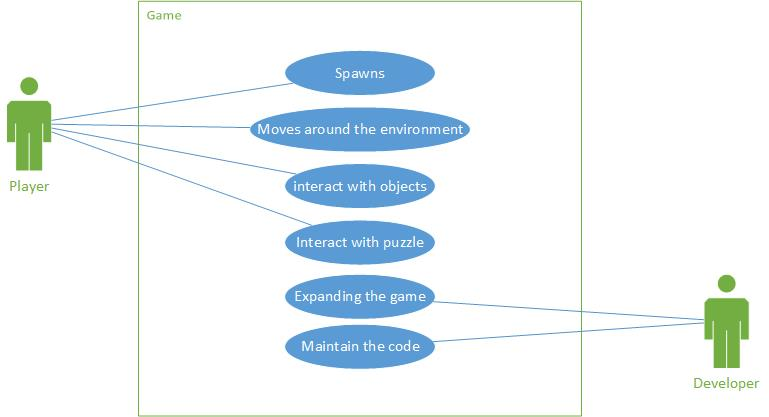 Game
Spawns
Moves around the environment
interact with objects
Player
Interact with puzzle
Expanding the game
Maintain the code
Developer